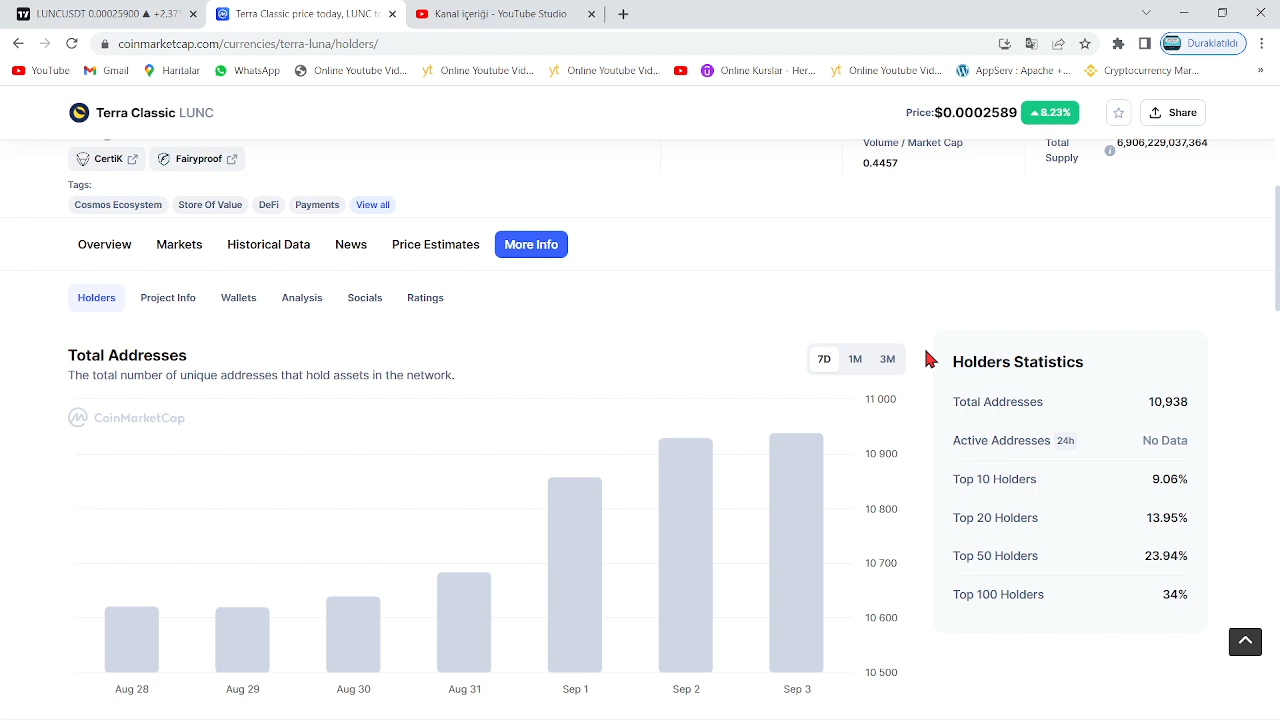 LUNCUSDT 0.00025900 ▲ +2.37%
Terra Classic price today, LUNC to
Kanal içeriği - YouTube Studio
coinmarketcap.com/currencies/terra-luna/holders/
Duraklatıldı
YouTube
Gmail
Haritalar
WhatsApp
Online Youtube Vid...
Online Youtube Vid...
Online Youtube Vid...
Online Kurslar - Her...
Online Youtube Vid...
AppServ : Apache +...
Cryptocurrency Mar...
»
Terra Classic LUNC
Price:$0.0002589
8.23%
Share
CertiK
Fairyproof
Volume / Market Cap
0.4457
Total
Supply
6,906,229,037,364
Tags:
Cosmos Ecosystem
Store Of Value
DeFi
Payments
View all
Overview
Markets
Historical Data
News
Price Estimates
More Info
Holders
Project Info
Wallets
Analysis
Socials
Ratings
Total Addresses
The total number of unique addresses that hold assets in the network.
7D
1M
3M
CoinMarketCap
11 000
10 900
10 800
10 700
10 600
10 500
Aug 28
Aug 29
Aug 30
Aug 31
Sep 1
Sep 2
Sep 3
Holders Statistics
Total Addresses 10,938
Active Addresses 24h No Data
Top 10 Holders 9.06%
Top 20 Holders 13.95%
Top 50 Holders 23.94%
Top 100 Holders 34%